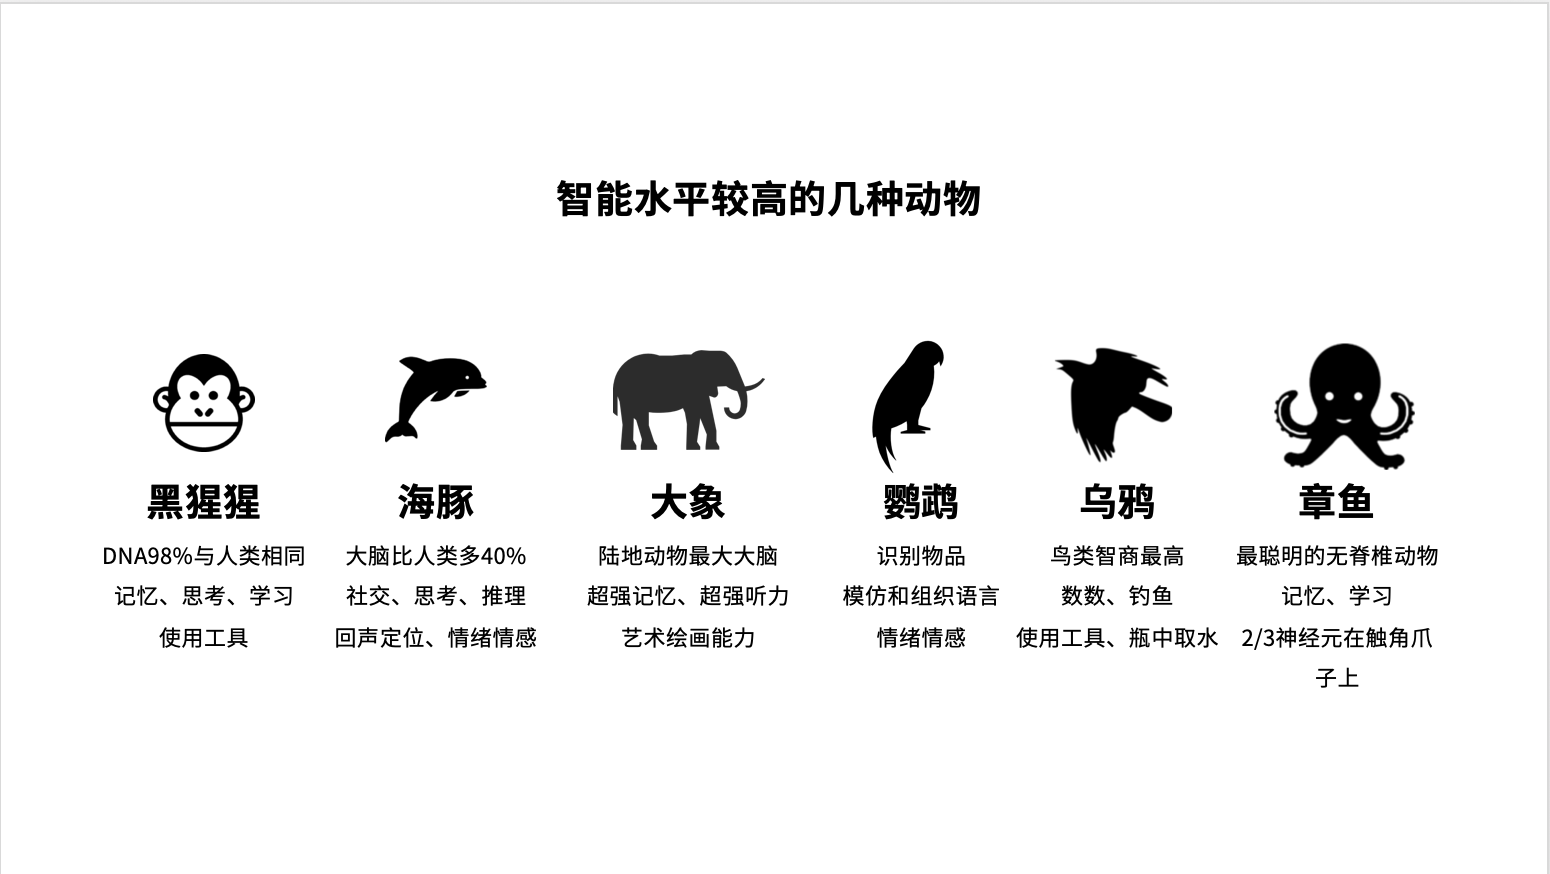 智能水平较高的几种动物
黑猩猩
DNA98%与人类相同
记忆、思考、学习
使用工具
海豚
大脑比人类多40%
社交、思考、推理
回声定位、情绪情感
大象
陆地动物最大大脑
超强记忆、超强听力
艺术绘画能力
鹦鹉
识别物品
模仿和组织语言
情绪情感
乌鸦
鸟类智商最高
数数、钓鱼
使用工具、瓶中取水
章鱼
最聪明的无脊椎动物
记忆、学习
2/3神经元在触角爪
子上